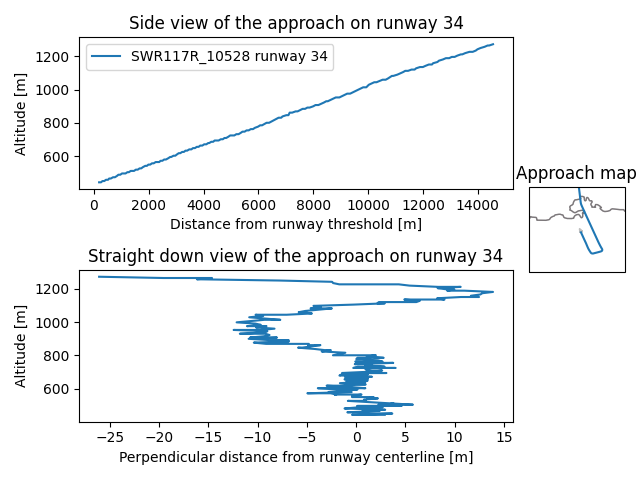 Side view of the approach on runway 34
SWR117R_10528 runway 34
Altitude [m]
1200
1000
800
600
0 2000 4000 6000 8000 10000 12000 14000
Distance from runway threshold [m]
Approach map
Straight down view of the approach on runway 34
Altitude [m]
1200
1000
800
600
−25 −20 −15 −10 −5 0 5 10 15
Perpendicular distance from runway centerline [m]